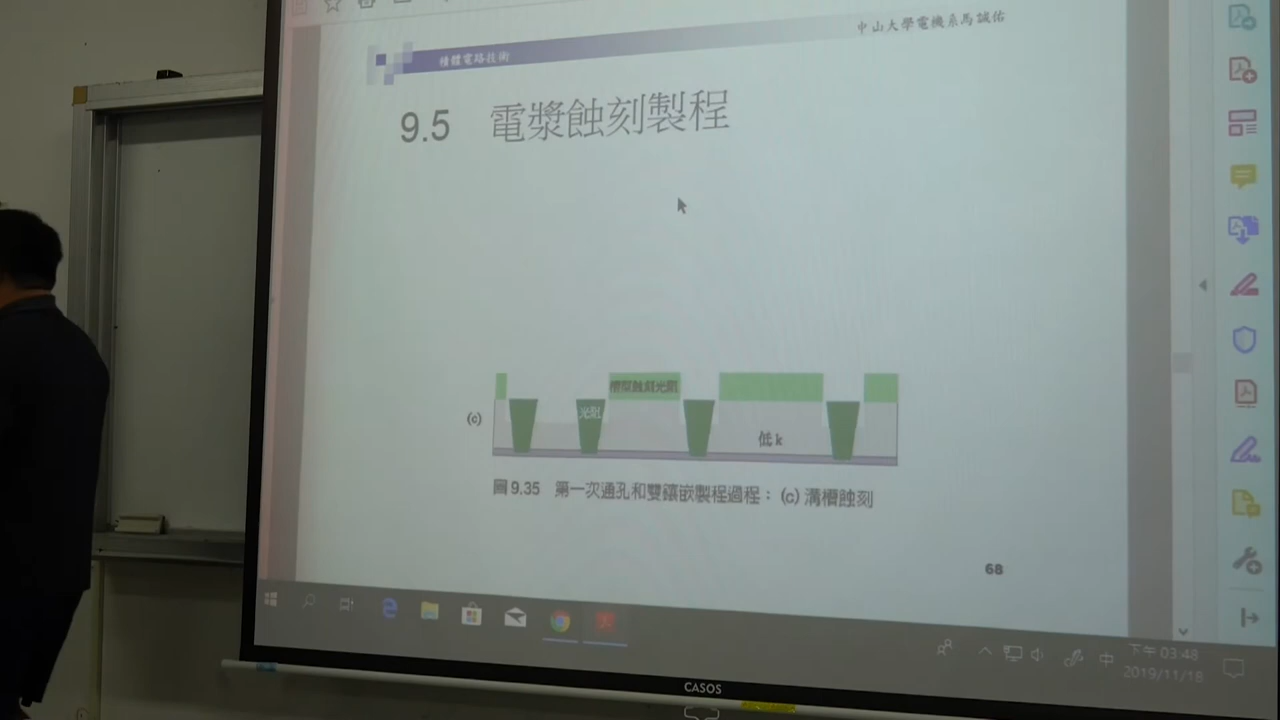 中山大學電機系馬誠佑
積體電路技術
9.5 電漿蝕刻製程
槽溝蝕刻光阻
光阻
(c)
低 k
圖 9.35 第一次通孔和雙鑲嵌製程過程：(c) 溝槽蝕刻
68
中
下午 03:48
2019/11/18
CASOS